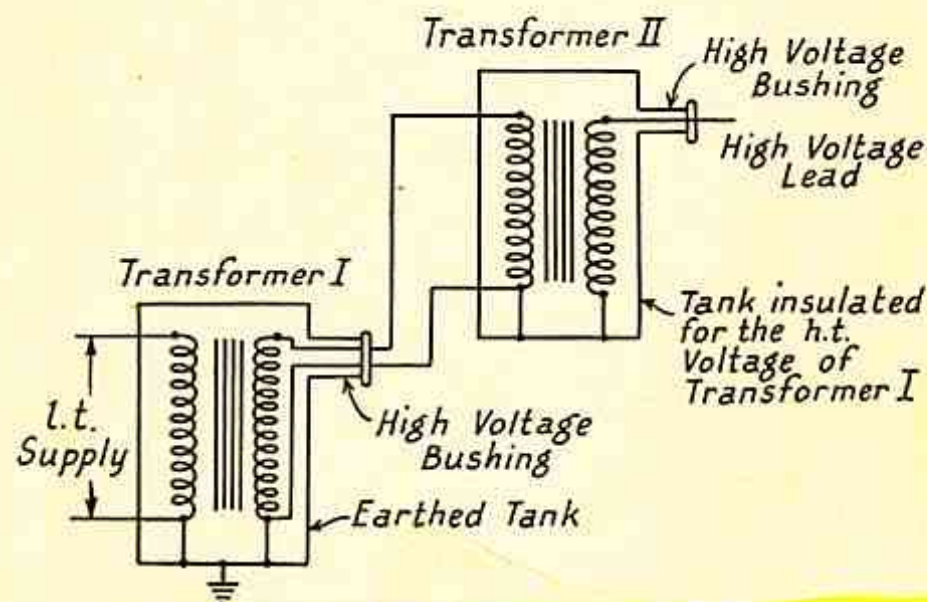 Transformer II
High Voltage
Bushing
High Voltage
Lead
Transformer I
Tank insulated
for the h.t.
Voltage of
Transformer I
l.t.
Supply
High Voltage
Bushing
Earthed Tank